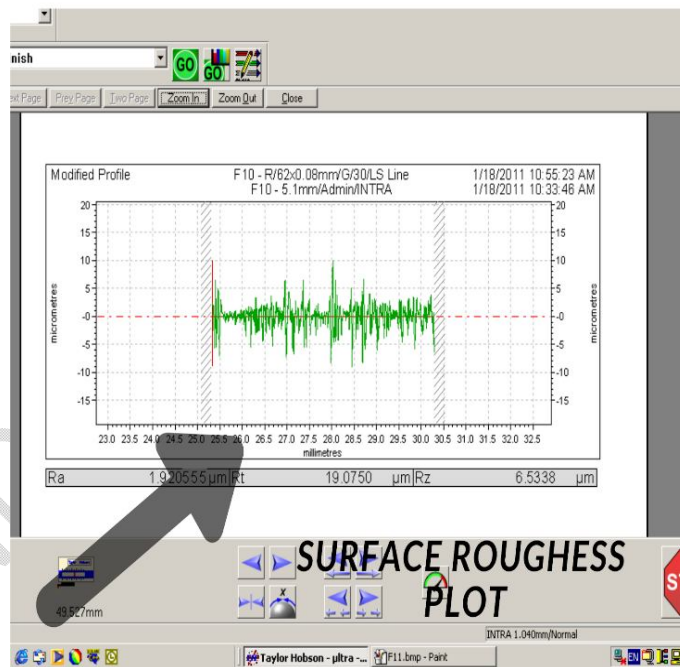 nish
GO GO
ext Page Prev Page Two Page Zoom In Zoom Out Close
Modified Profile F10 - R/62x0.08mm/G/30/LS Line 1/18/2011 10:55:23 AM
F10 - 5.1mm/Admin/INTRA 1/18/2011 10:33:46 AM
20 20
15 15
10 10
5 5
-0 -0
-5 -5
-10 -10
-15 -15
micrometres micrometres
23.0 23.5 24.0 24.5 25.0 25.5 26.0 26.5 27.0 27.5 28.0 28.5 29.0 29.5 30.0 30.5 31.0 31.5 32.0 32.5
millimetres
Ra 1.920555 µm Rt 19.0750 µm Rz 6.5338 µm
SURFACE ROUGHESS
PLOT
X
ST
49.527mm
INTRA 1.040mm/Normal
Taylor Hobson - µltra -... F11.bmp - Paint EN